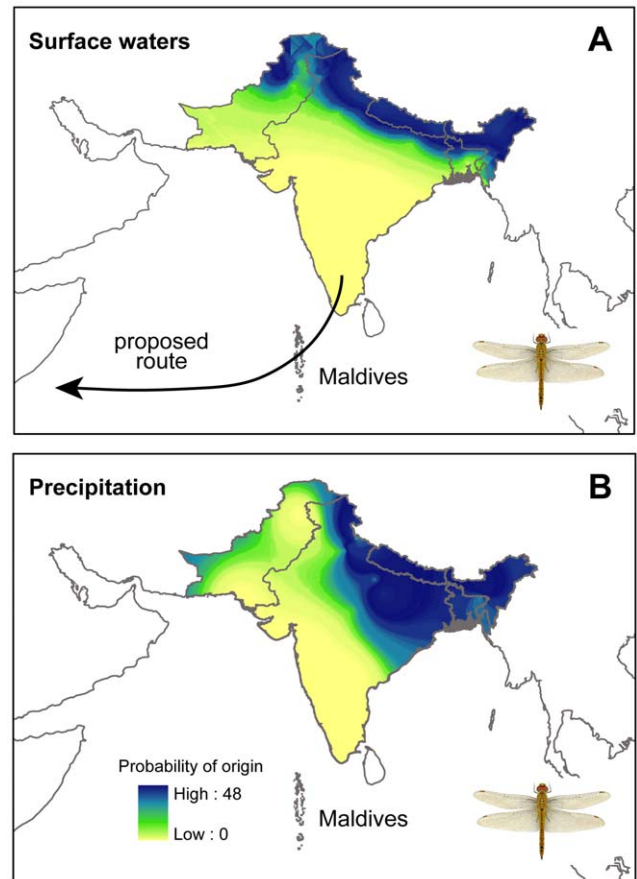 Surface waters
A
proposed
route
Maldives
Precipitation
B
Probability of origin
High : 48
Low : 0
Maldives